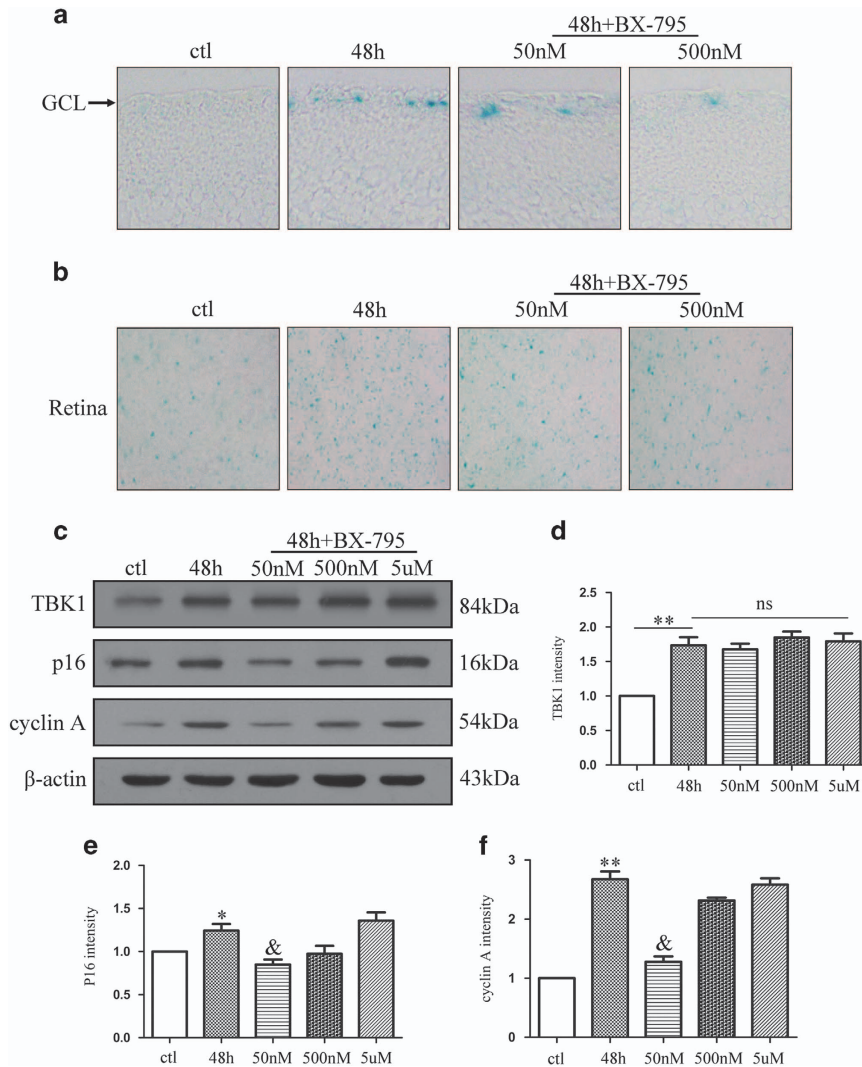 a
48h+BX-795
ctl 48h 50nM 500nM
GCL
b
48h+BX-795
ctl 48h 50nM 500nM
Retina
c
48h+BX-795
ctl 48h 50nM 500nM 5uM
TBK1 84kDa
p16 16kDa
cyclin A 54kDa
β-actin 43kDa
d
2.5
2.0
1.5
1.0
0.5
0.0
TBK1 intensity
** ns
ctl 48h 50nM 500nM 5uM
e
2.0
1.5
1.0
0.5
0.0
P16 intensity
*
&
ctl 48h 50nM 500nM 5uM
f
3
2
1
0
cyclin A intensity
**
&
ctl 48h 50nM 500nM 5uM